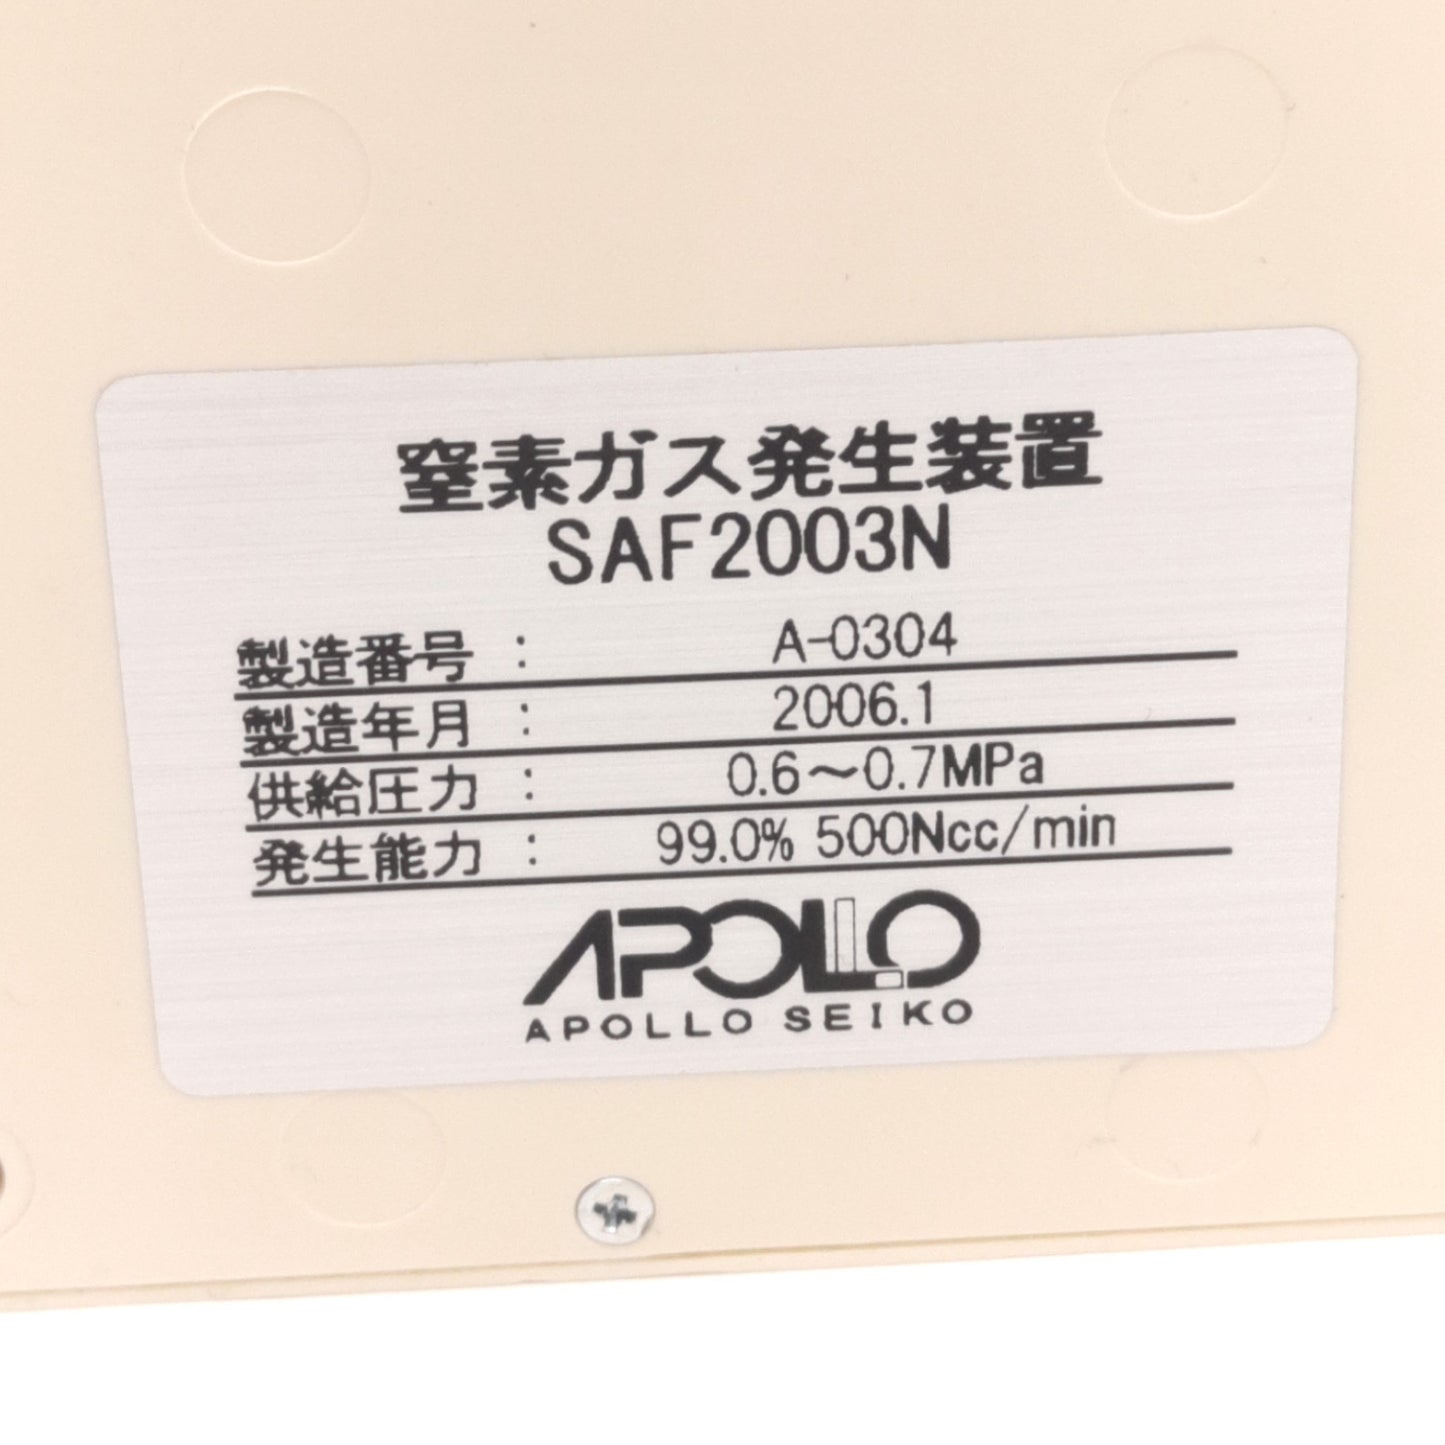 窒素ガス発生装置
SAF2003N
製造番号 : A-0304
製造年月 : 2006.1
供給圧力 : 0.6～0.7MPa
発生能力 : 99.0% 500Ncc/min
APOLLO
APOLLO SEIKO